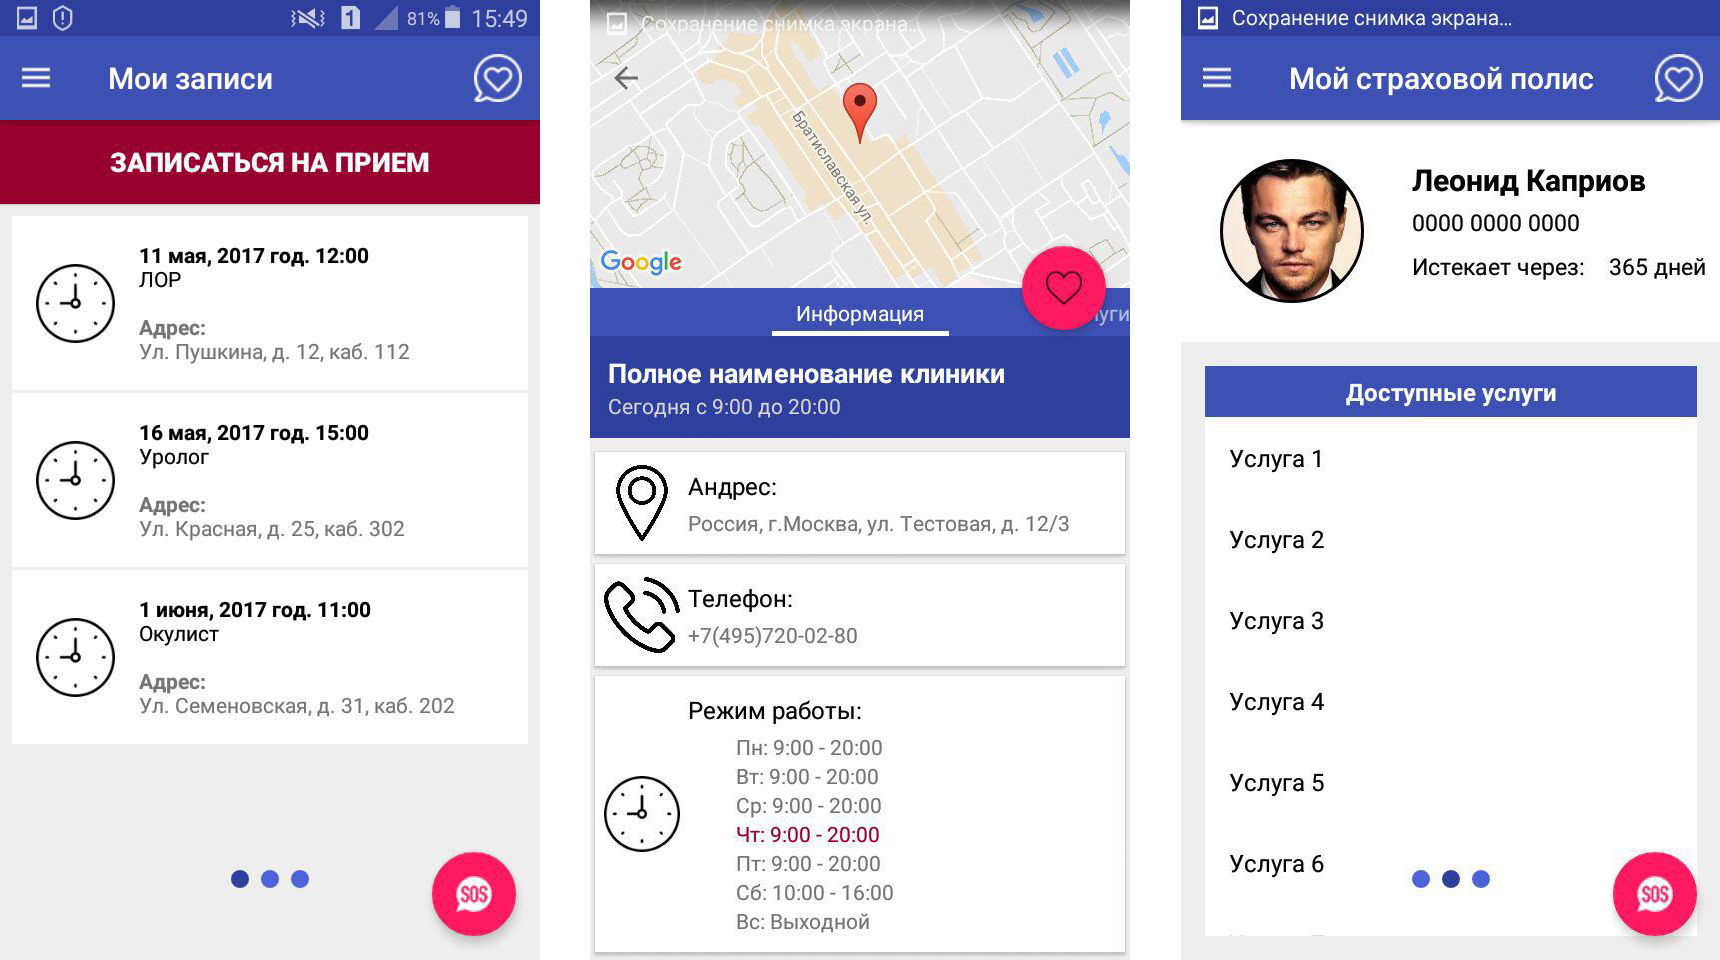 81% 15:49
Мои записи
ЗАПИСАТЬСЯ НА ПРИЕМ
11 мая, 2017 год. 12:00
ЛОР
Адрес:
Ул. Пушкина, д. 12, каб. 112
16 мая, 2017 год. 15:00
Уролог
Адрес:
Ул. Красная, д. 25, каб. 302
1 июня, 2017 год. 11:00
Окулист
Адрес:
Ул. Семеновская, д. 31, каб. 202
SOS
Сохранение снимка экрана...
Братиславская ул.
Google
Информация
уги
Полное наименование клиники
Сегодня с 9:00 до 20:00
Андрес:
Россия, г.Москва, ул. Тестовая, д. 12/3
Телефон:
+7(495)720-02-80
Режим работы:
Пн: 9:00 - 20:00
Вт: 9:00 - 20:00
Ср: 9:00 - 20:00
Чт: 9:00 - 20:00
Пт: 9:00 - 20:00
Сб: 10:00 - 16:00
Вс: Выходной
Сохранение снимка экрана...
Мой страховой полис
Леонид Каприов
0000 0000 0000
Истекает через: 365 дней
Доступные услуги
Услуга 1
Услуга 2
Услуга 3
Услуга 4
Услуга 5
Услуга 6
SOS